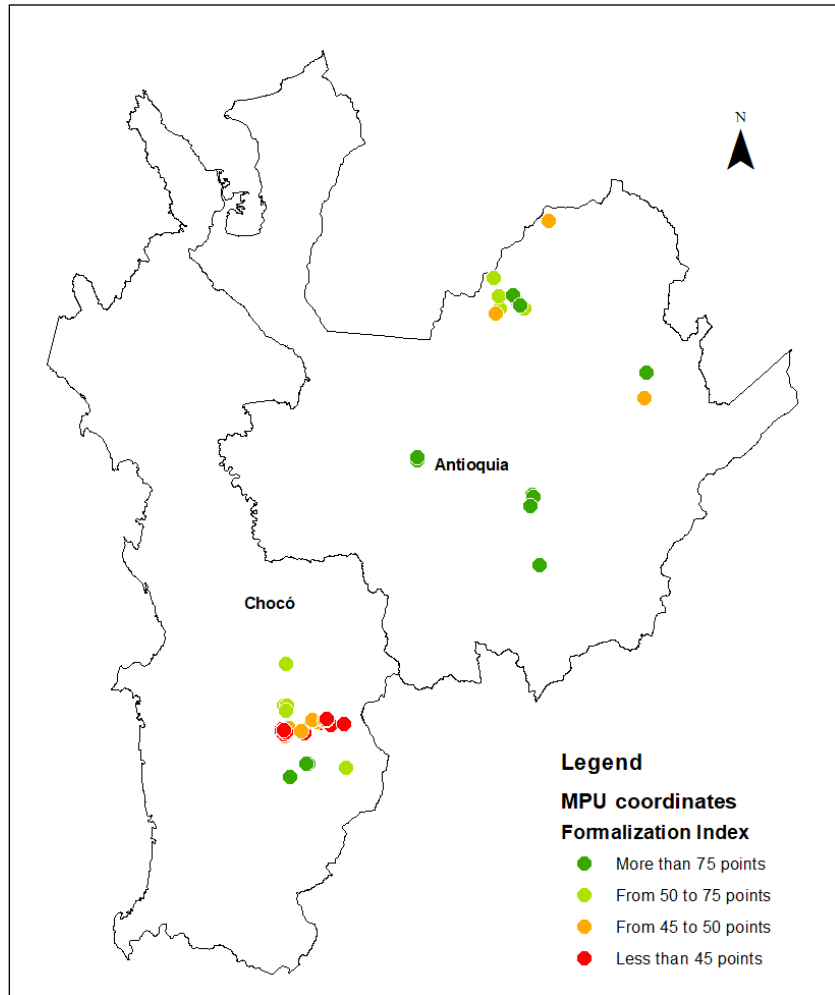 N
Antioquia
Chocó
Legend
MPU coordinates
Formalization Index
More than 75 points
From 50 to 75 points
From 45 to 50 points
Less than 45 points